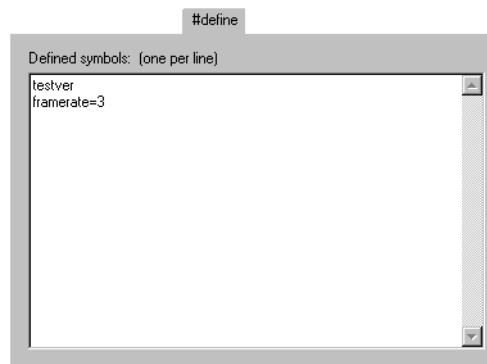 #define
Defined symbols: (one per line)
testver
framerate=3